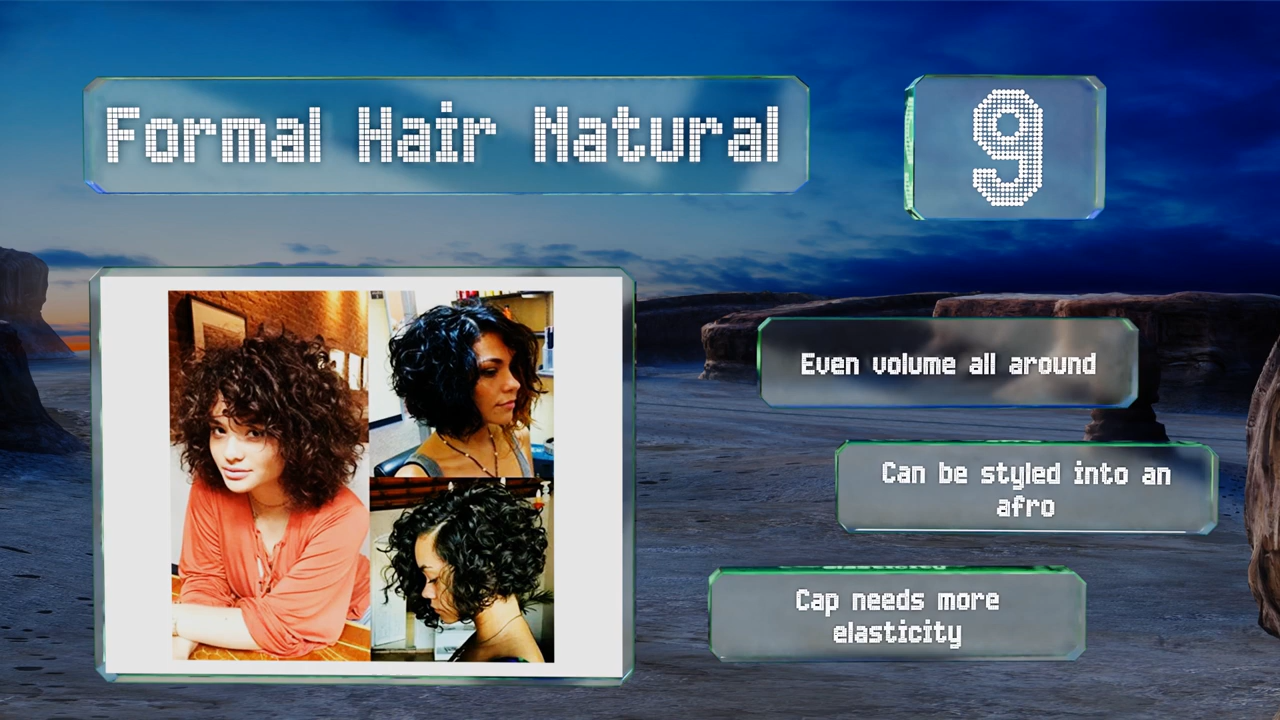 Formal Hair Natural
9
Even volume all around
Can be styled into an
afro
Cap needs more
elasticity